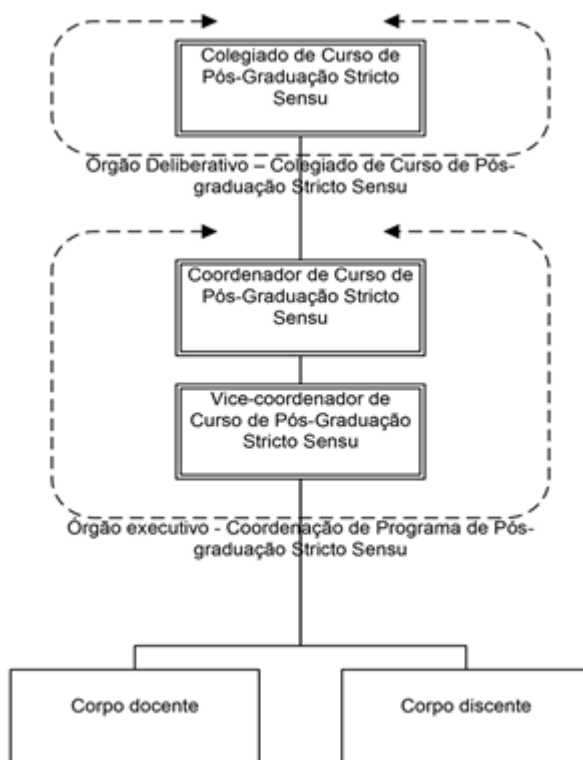 Colegiado de Curso de
Pós-Graduação Stricto
Sensu
Órgão Deliberativo – Colegiado de Curso de Pós-
graduação Stricto Sensu
Coordenador de Curso de
Pós-Graduação Stricto
Sensu
Vice-coordenador de
Curso de Pós-Graduação
Stricto Sensu
Órgão executivo - Coordenação de Programa de Pós-
graduação Stricto Sensu
Corpo docente
Corpo discente